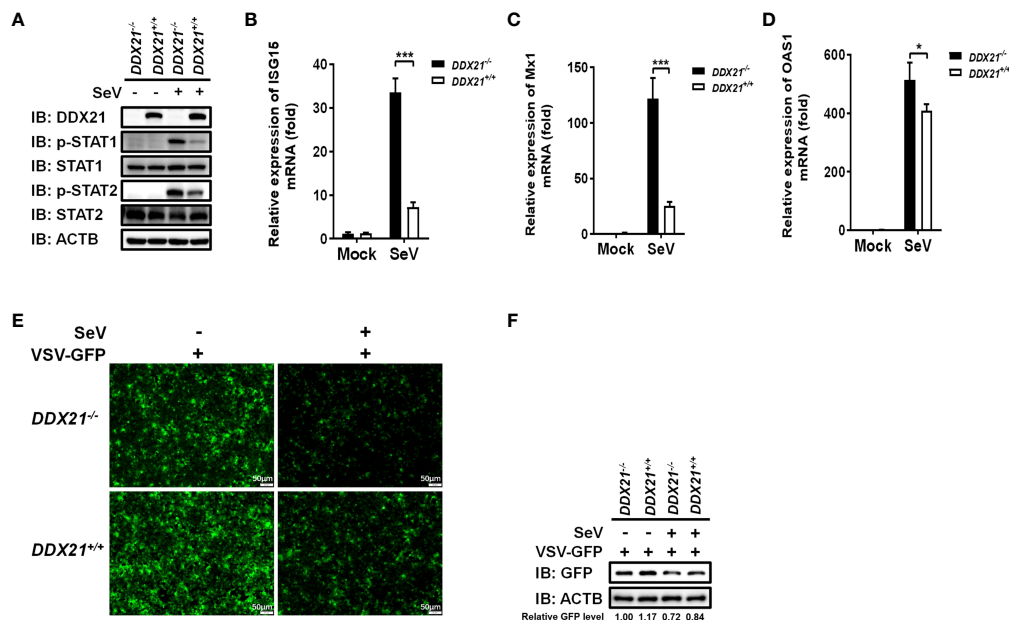 A
DDX21-/- DDX21+/+ DDX21-/- DDX21+/+
SeV - - + +
IB: DDX21
IB: p-STAT1
IB: STAT1
IB: p-STAT2
IB: STAT2
IB: ACTB
B
Relative expression of ISG15
mRNA (fold)
40
30
20
10
0
Mock SeV
***
DDX21-/-
DDX21+/+
C
Relative expression of Mx1
mRNA (fold)
150
125
100
75
50
25
0
Mock SeV
***
DDX21-/-
DDX21+/+
D
Relative expression of OAS1
mRNA (fold)
600
400
200
0
Mock SeV
*
DDX21-/-
DDX21+/+
E
SeV - +
VSV-GFP + +
DDX21-/-
50μm 50μm
DDX21+/+
50μm 50μm
F
DDX21-/- DDX21+/+ DDX21-/- DDX21+/+
SeV - - + +
VSV-GFP + + + +
IB: GFP
IB: ACTB
Relative GFP level 1.00 1.17 0.72 0.84